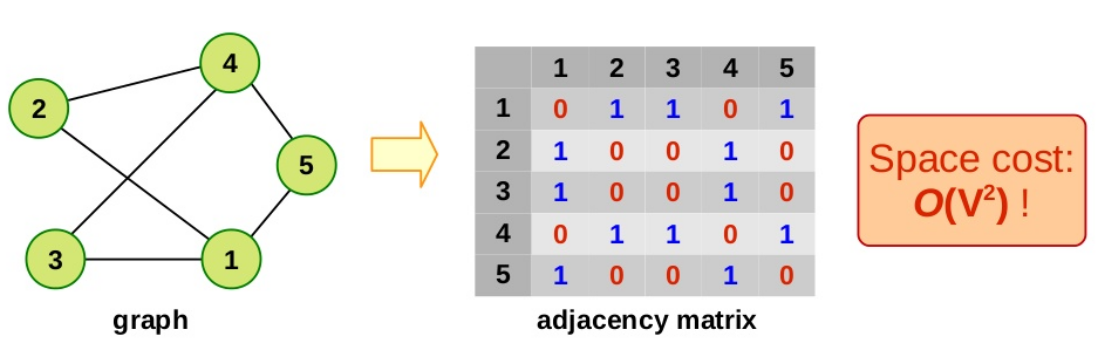 4
2
5
3
1
graph
1 2 3 4 5
1 0 1 1 0 1
2 1 0 0 1 0
3 1 0 0 1 0
4 0 1 1 0 1
5 1 0 0 1 0
adjacency matrix
Space cost:
O(V²) !